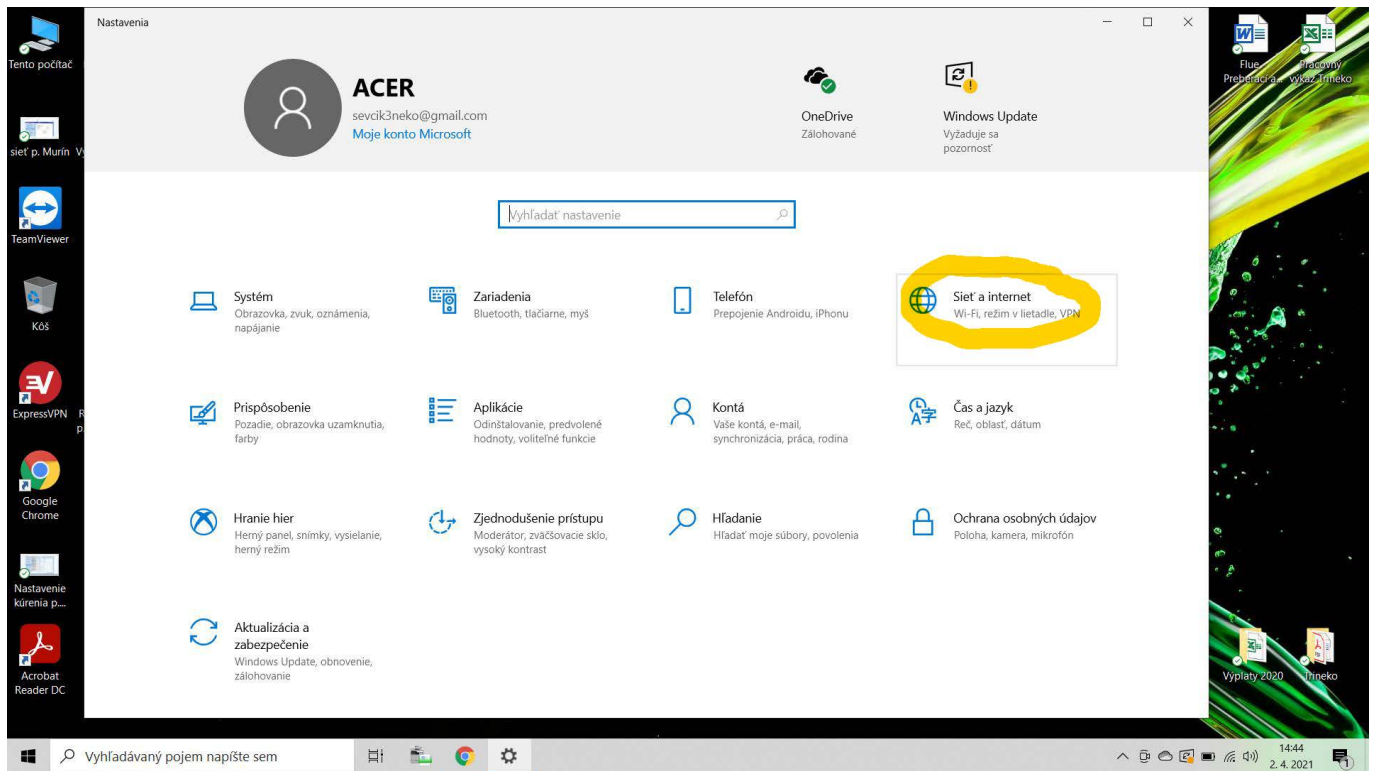 Nastavenia
Tento počítač
sieť p. Murín
TeamViewer
Kôš
ExpressVPN
Google
Chrome
Nastavenie
kúrenia p....
Acrobat
Reader DC
ACER
sevcik3neko@gmail.com
Moje konto Microsoft
OneDrive
Zálohované
Windows Update
Vyžaduje sa
pozornosť
Vyhľadať nastavenie
Systém
Obrazovka, zvuk, oznámenia,
napájanie
Zariadenia
Bluetooth, tlačiarne, myš
Telefón
Prepojenie Androidu, iPhonu
Sieť a internet
Wi-Fi, režim v lietadle, VPN
Prispôsobenie
Pozadie, obrazovka uzamknutia,
farby
Aplikácie
Odinštalovanie, predvolené
hodnoty, voliteľné funkcie
Kontá
Vaše kontá, e-mail,
synchronizácia, práca, rodina
Čas a jazyk
Reč, oblasť, dátum
Hranie hier
Herný panel, snímky, vysielanie,
herný režim
Zjednodušenie prístupu
Moderátor, zväčšovacie sklo,
vysoký kontrast
Hľadanie
Hľadať moje súbory, povolenia
Ochrana osobných údajov
Poloha, kamera, mikrofón
Aktualizácia a
zabezpečenie
Windows Update, obnovenie,
zálohovanie
Flue
Preberací a...
Pracovný
výkaz Trineko
Výplaty 2020
Trineko
Vyhľadávaný pojem napíšte sem
14:44
2. 4. 2021